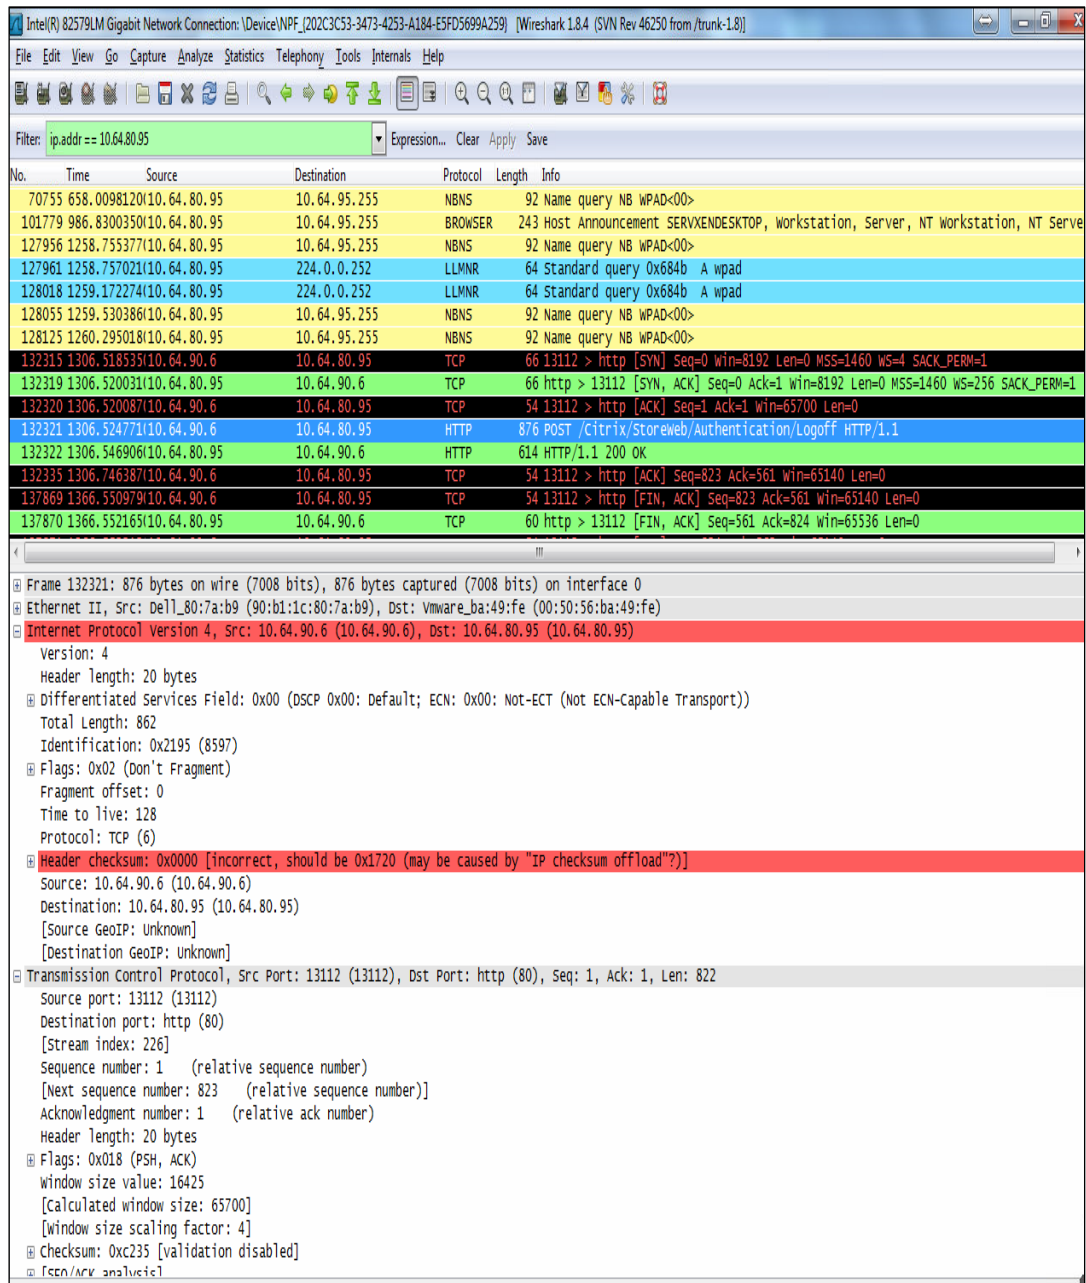 Intel(R) 82579LM Gigabit Network Connection: \Device\NPF_{202C3C53-3473-4253-A184-E5FD5699A259} [Wireshark 1.8.4 (SVN Rev 46250 from /trunk-1.8)]
File Edit View Go Capture Analyze Statistics Telephony Tools Internals Help
Filter: ip.addr == 10.64.80.95 Expression... Clear Apply Save
No. Time Source Destination Protocol Length Info
70755 658.0098120(10.64.80.95 10.64.95.255 NBNS 92 Name query NB WPAD<00>
101779 986.8300350(10.64.80.95 10.64.95.255 BROWSER 243 Host Announcement SERVXENDESKTOP, Workstation, Server, NT Workstation, NT Serve
127956 1258.755377(10.64.80.95 10.64.95.255 NBNS 92 Name query NB WPAD<00>
127961 1258.757021(10.64.80.95 224.0.0.252 LLMNR 64 Standard query 0x684b A wpad
128018 1259.172274(10.64.80.95 224.0.0.252 LLMNR 64 Standard query 0x684b A wpad
128055 1259.530386(10.64.80.95 10.64.95.255 NBNS 92 Name query NB WPAD<00>
128125 1260.295018(10.64.80.95 10.64.95.255 NBNS 92 Name query NB WPAD<00>
132315 1306.518535(10.64.90.6 10.64.80.95 TCP 66 13112 > http [SYN] Seq=0 Win=8192 Len=0 MSS=1460 WS=4 SACK_PERM=1
132319 1306.520031(10.64.80.95 10.64.90.6 TCP 66 http > 13112 [SYN, ACK] Seq=0 Ack=1 Win=8192 Len=0 MSS=1460 WS=256 SACK_PERM=1
132320 1306.520087(10.64.90.6 10.64.80.95 TCP 54 13112 > http [ACK] Seq=1 Ack=1 Win=65700 Len=0
132321 1306.524771(10.64.90.6 10.64.80.95 HTTP 876 POST /Citrix/StoreWeb/Authentication/Logoff HTTP/1.1
132322 1306.546906(10.64.80.95 10.64.90.6 HTTP 614 HTTP/1.1 200 OK
132335 1306.746387(10.64.90.6 10.64.80.95 TCP 54 13112 > http [ACK] Seq=823 Ack=561 Win=65140 Len=0
137869 1366.550979(10.64.90.6 10.64.80.95 TCP 54 13112 > http [FIN, ACK] Seq=823 Ack=561 Win=65140 Len=0
137870 1366.552165(10.64.80.95 10.64.90.6 TCP 60 http > 13112 [FIN, ACK] Seq=561 Ack=824 Win=65536 Len=0
Frame 132321: 876 bytes on wire (7008 bits), 876 bytes captured (7008 bits) on interface 0
Ethernet II, Src: Dell_80:7a:b9 (90:b1:1c:80:7a:b9), Dst: Vmware_ba:49:fe (00:50:56:ba:49:fe)
Internet Protocol Version 4, Src: 10.64.90.6 (10.64.90.6), Dst: 10.64.80.95 (10.64.80.95)
Version: 4
Header length: 20 bytes
Differentiated Services Field: 0x00 (DSCP 0x00: Default; ECN: 0x00: Not-ECT (Not ECN-Capable Transport))
Total Length: 862
Identification: 0x2195 (8597)
Flags: 0x02 (Don't Fragment)
Fragment offset: 0
Time to live: 128
Protocol: TCP (6)
Header checksum: 0x0000 [incorrect, should be 0x1720 (may be caused by "IP checksum offload"?)]
Source: 10.64.90.6 (10.64.90.6)
Destination: 10.64.80.95 (10.64.80.95)
[Source GeoIP: Unknown]
[Destination GeoIP: Unknown]
Transmission Control Protocol, Src Port: 13112 (13112), Dst Port: http (80), Seq: 1, Ack: 1, Len: 822
Source port: 13112 (13112)
Destination port: http (80)
[Stream index: 226]
Sequence number: 1 (relative sequence number)
[Next sequence number: 823 (relative sequence number)]
Acknowledgment number: 1 (relative ack number)
Header length: 20 bytes
Flags: 0x018 (PSH, ACK)
Window size value: 16425
[Calculated window size: 65700]
[Window size scaling factor: 4]
Checksum: 0xc235 [validation disabled]
[SEQ/ACK analysis]